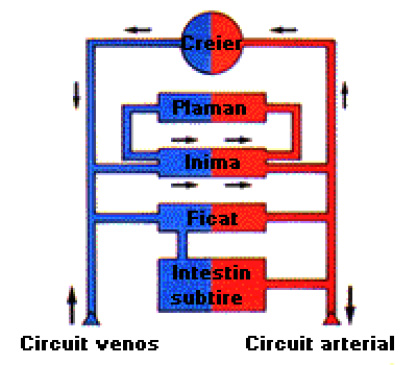 Creier
Plaman
Inima
Ficat
Intestin
subtire
Circuit venos
Circuit arterial